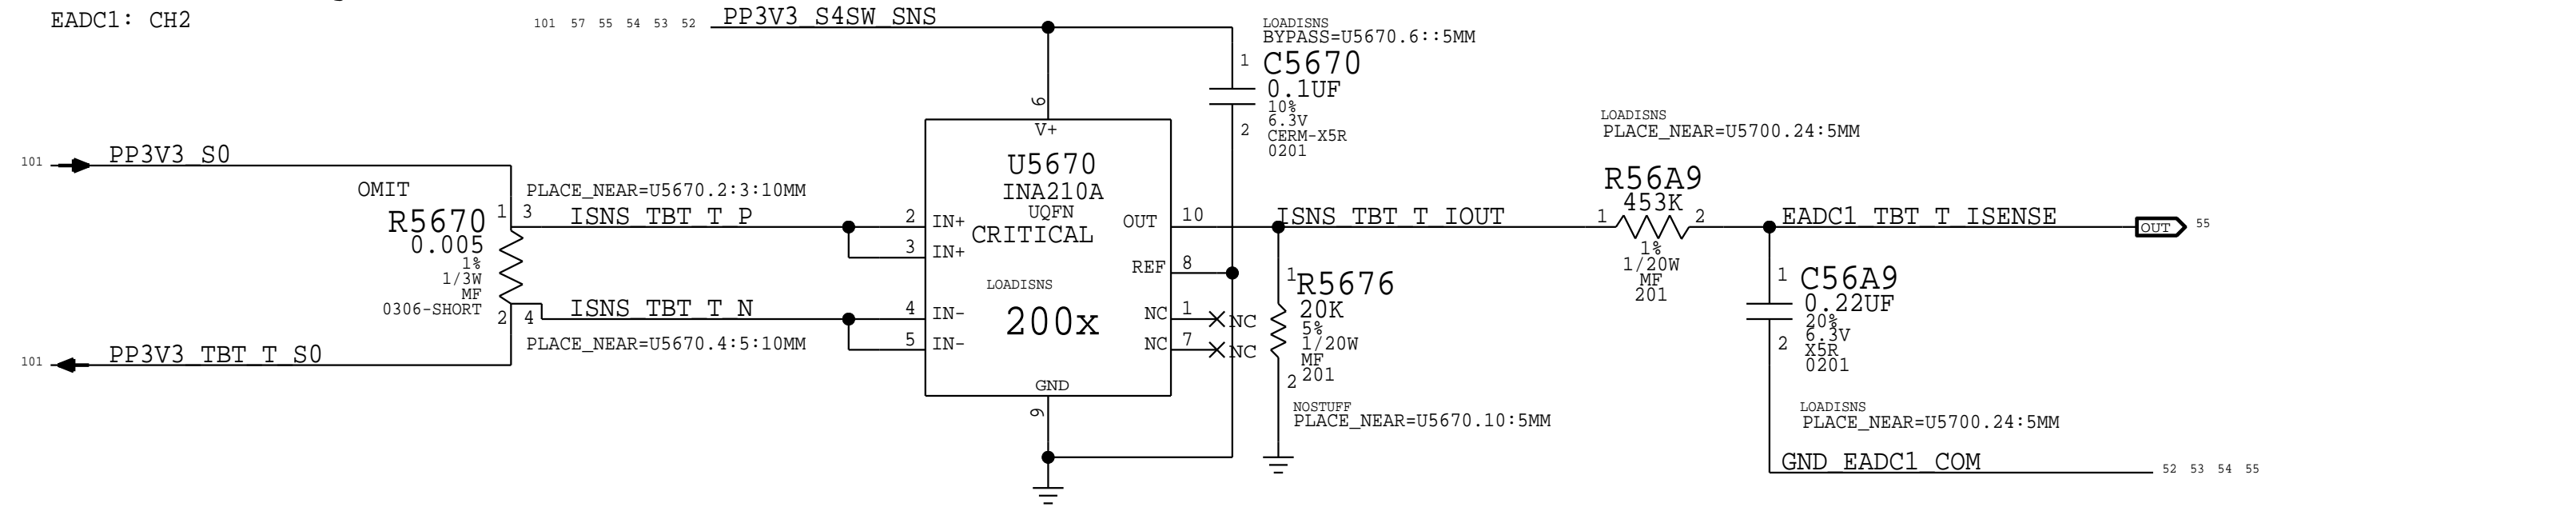 EADC1: CH2
101 57 55 54 53 52 PP3V3_S4SW_SNS
LOADISNS
BYPASS=U5670.6::5MM
1 C5670
0.1UF
10%
6.3V
2 CERM-X5R
0201
6
V+
U5670
INA210A
UQFN
CRITICAL
LOADISNS
200x
2 IN+
3 IN+
4 IN-
5 IN-
OUT 10
REF 8
NC 1 NC
NC 7 NC
GND
9
101 PP3V3_S0
OMIT
PLACE_NEAR=U5670.2:3:10MM
1 3 ISNS_TBT_T_P
R5670
0.005
1%
1/3W
MF
0306-SHORT
2 4 ISNS_TBT_T_N
PLACE_NEAR=U5670.4:5:10MM
101 PP3V3_TBT_T_S0
ISNS_TBT_T_IOUT
1 R5676
20K
5%
1/20W
MF
2 201
NOSTUFF
PLACE_NEAR=U5670.10:5MM
LOADISNS
PLACE_NEAR=U5700.24:5MM
R56A9
453K
1 2
1%
1/20W
MF
201
EADC1_TBT_T_ISENSE OUT 55
1 C56A9
0.22UF
20%
6.3V
2 X5R
0201
LOADISNS
PLACE_NEAR=U5700.24:5MM
GND_EADC1_COM 52 53 54 55